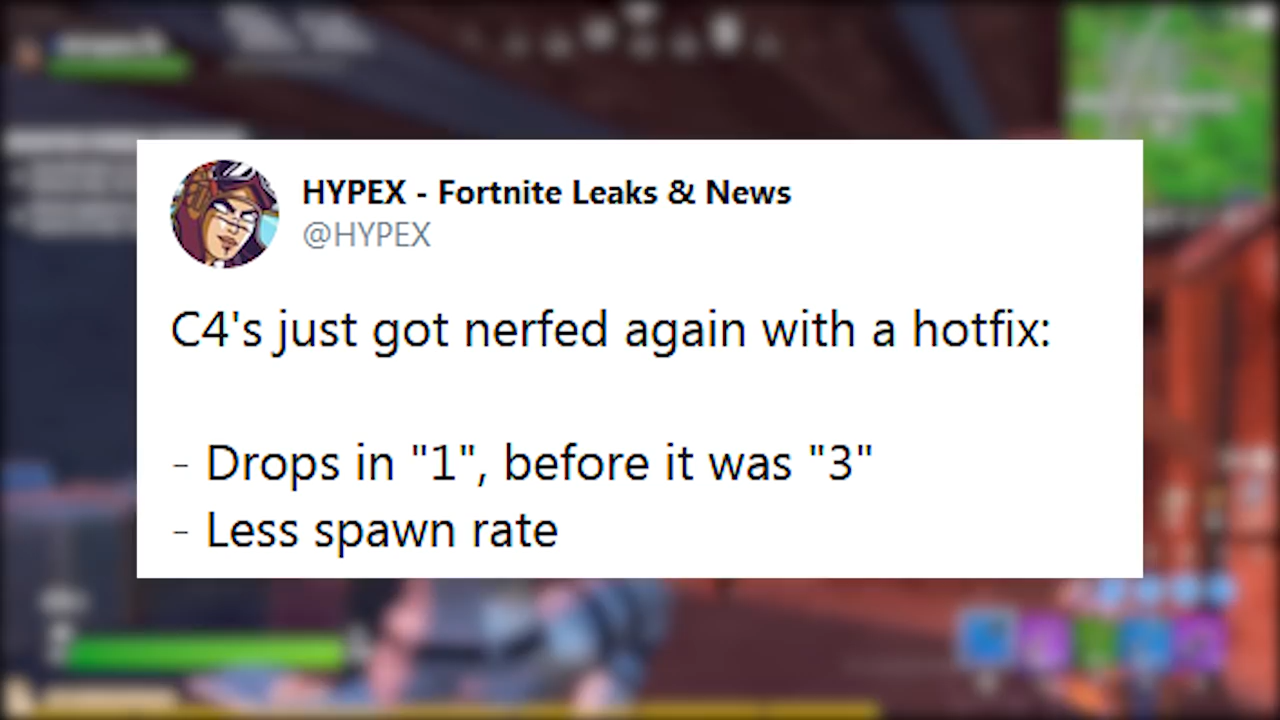 HYPEX - Fortnite Leaks & News
@HYPEX
C4's just got nerfed again with a hotfix:
- Drops in "1", before it was "3"
- Less spawn rate